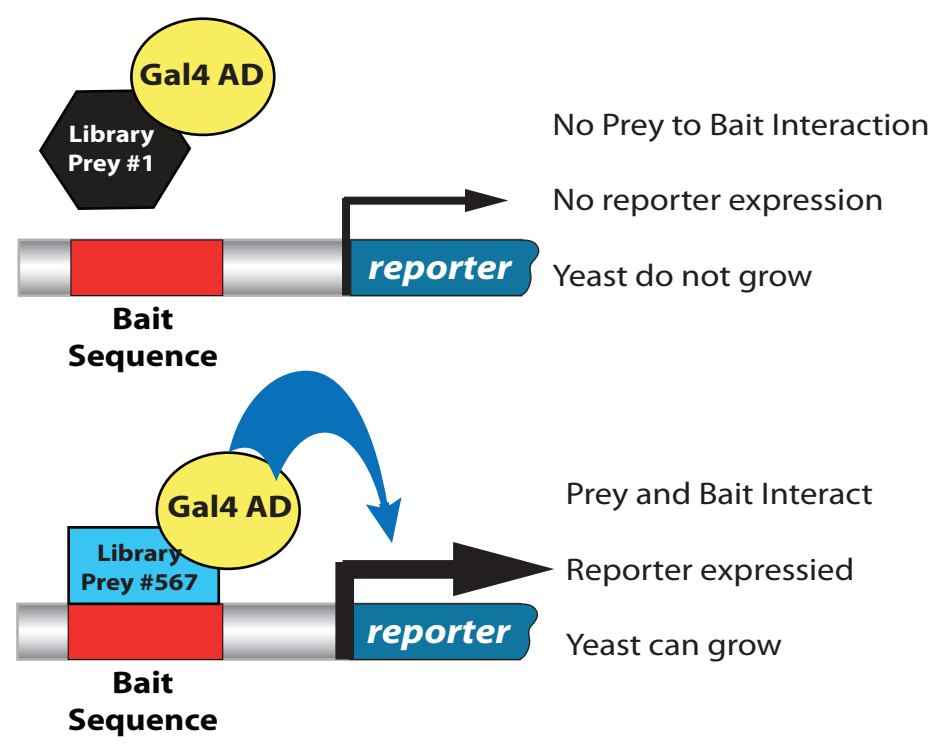 Gal4 AD
Library
Prey #1
No Prey to Bait Interaction
No reporter expression
reporter
Yeast do not grow
Bait
Sequence
Gal4 AD
Prey and Bait Interact
Library
Prey #567
Reporter expressied
reporter
Yeast can grow
Bait
Sequence